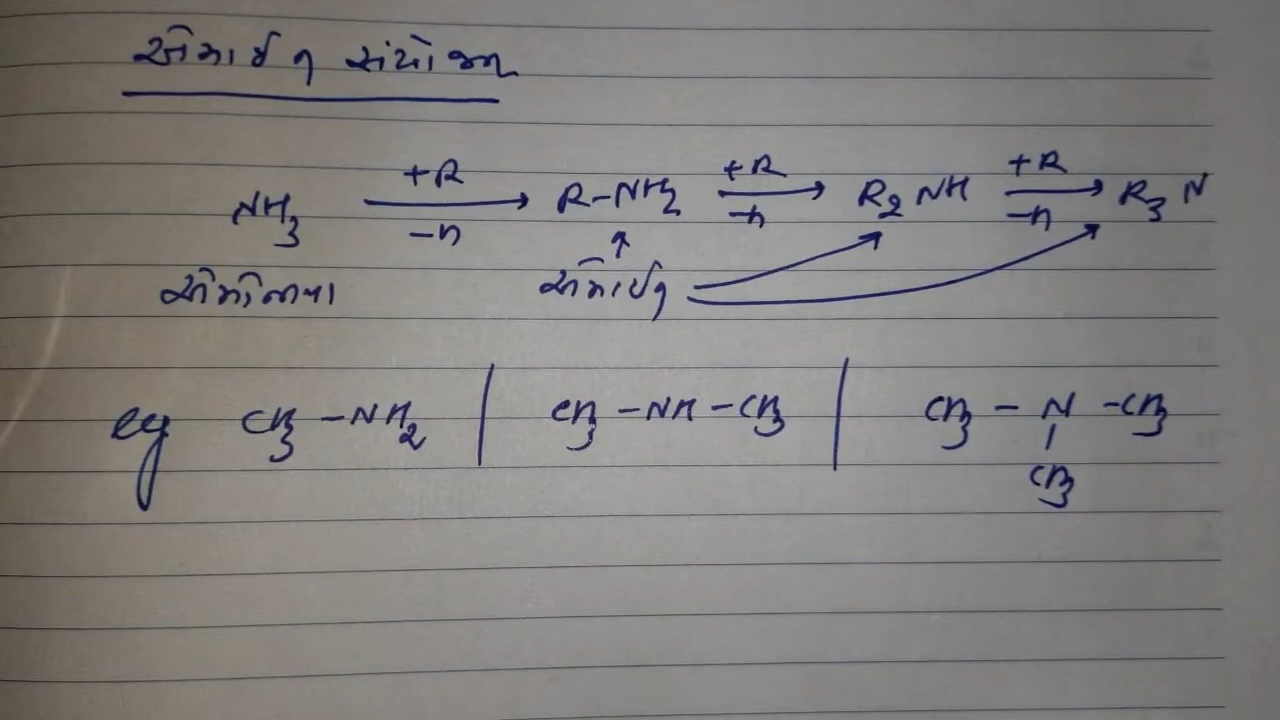 એમાઈન સંયોજન
NH₃ +R → -H R-NH₂ +R → -H R₂NH +R → -H R₃N
એમોનિયા એમાઈન
eg CH₃-NH₂ | CH₃-NH-CH₃ | CH₃-N-CH₃
CH₃